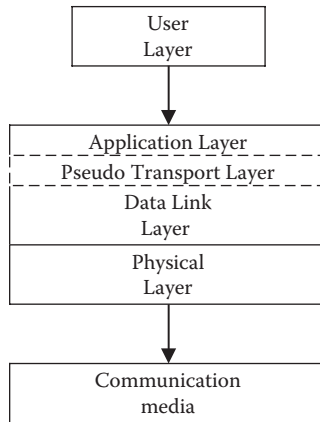 User
Layer
Application Layer
Pseudo Transport Layer
Data Link
Layer
Physical
Layer
Communication
media